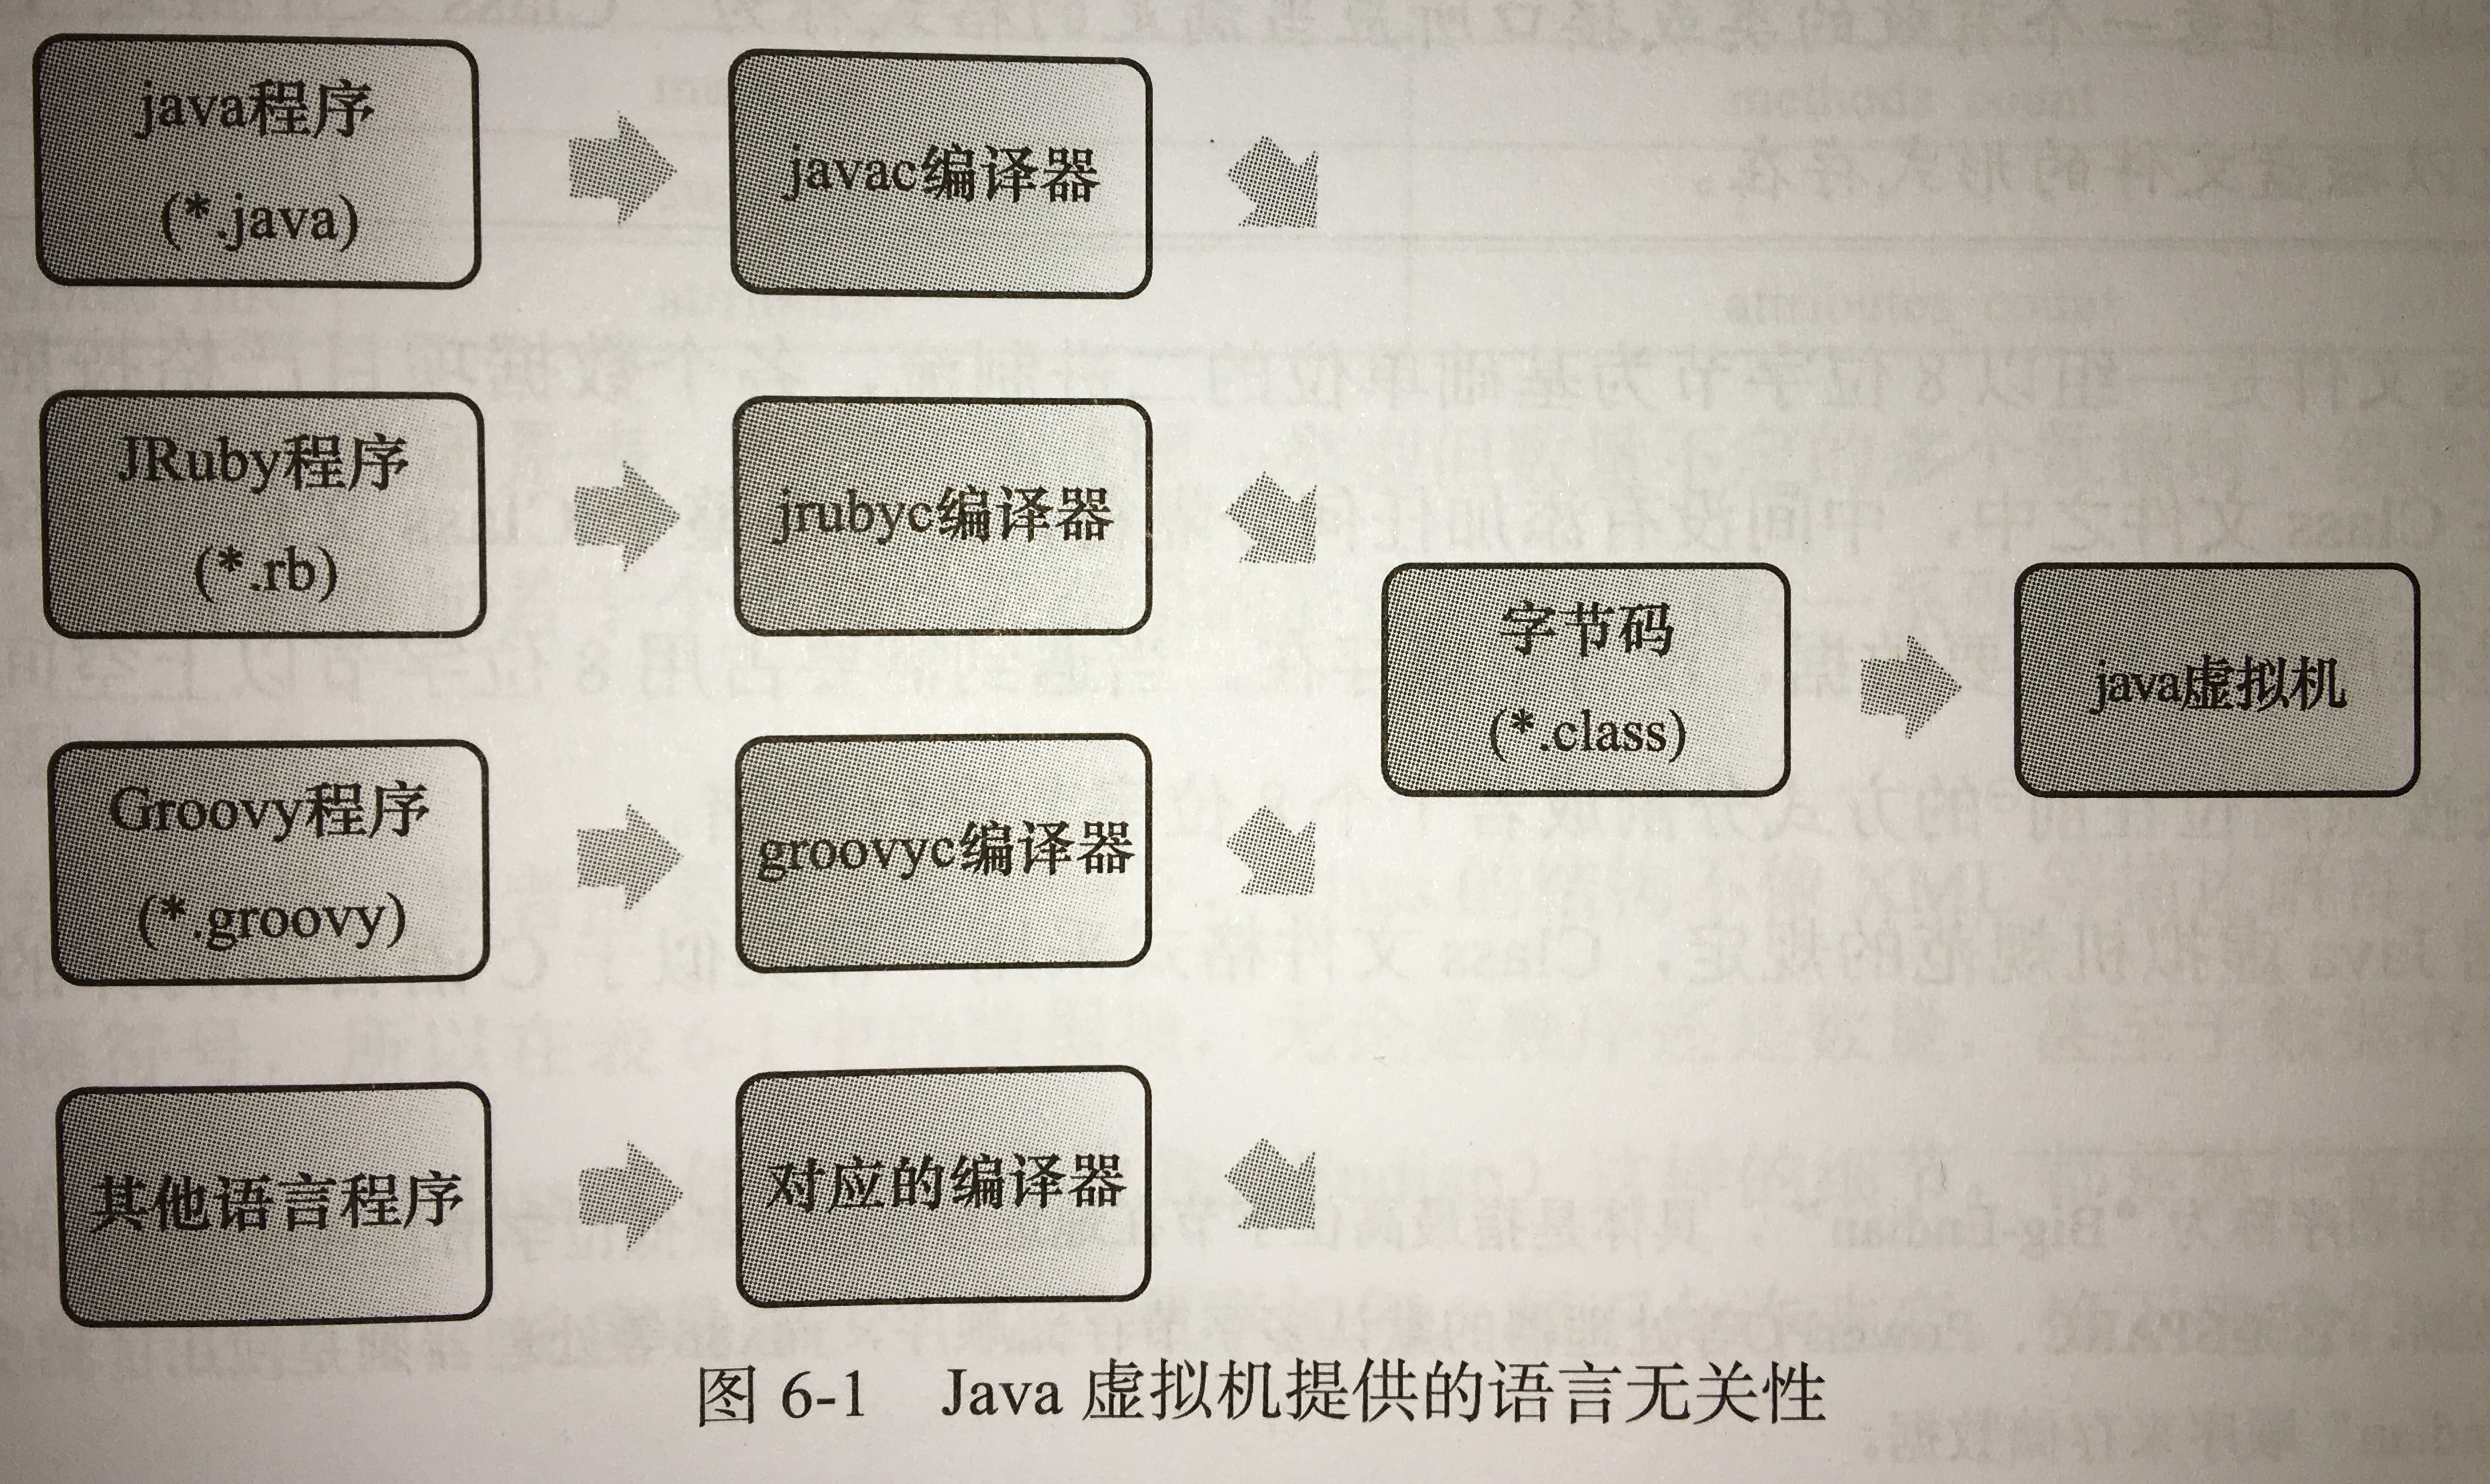 java程序
(*.java)
javac编译器
JRuby程序
(*.rb)
jrubyc编译器
字节码
(*.class)
java虚拟机
Groovy程序
(*.groovy)
groovyc编译器
其他语言程序
对应的编译器
图 6-1 Java 虚拟机提供的语言无关性